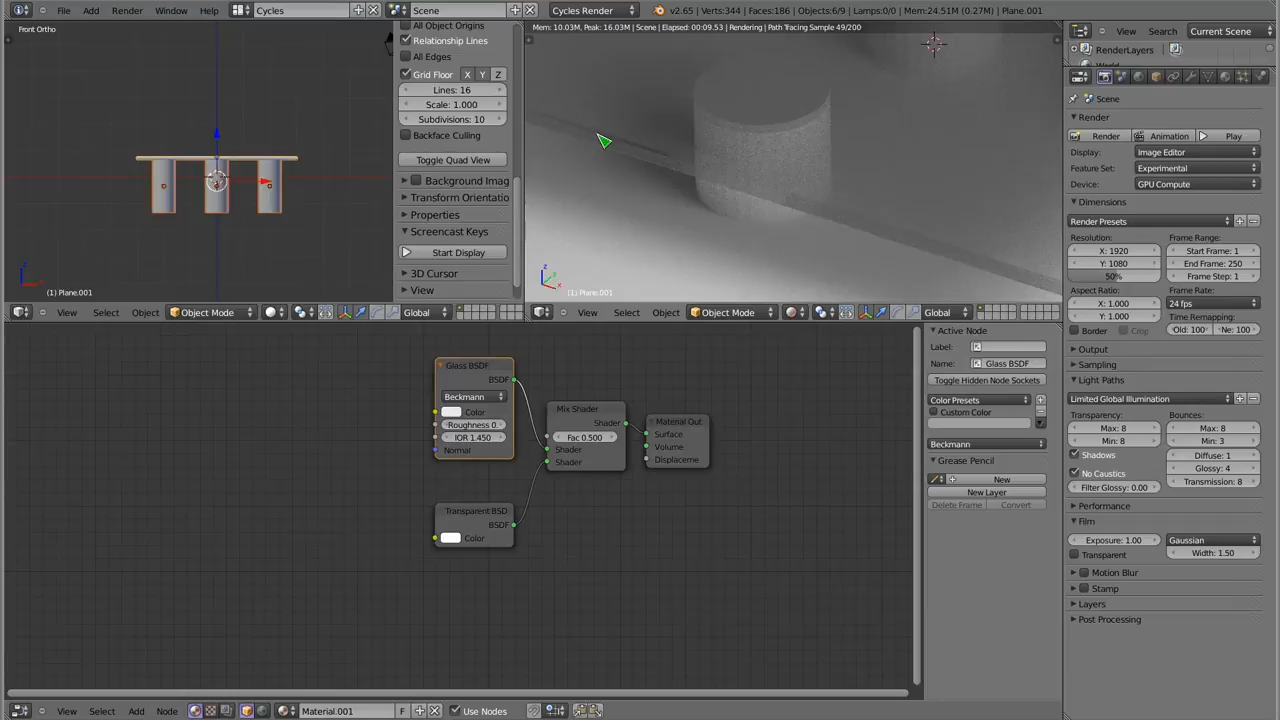 File Add Render Window Help Cycles Scene Cycles Render v2.65 | Verts:344 | Faces:186 | Objects:6/9 | Lamps:0/0 | Mem:24.51M (0.27M) | Plane.001
Front Ortho
(1) Plane.001
View Select Object Object Mode Global
All Object Origins
Relationship Lines
All Edges
Grid Floor X Y Z
Lines: 16
Scale: 1.000
Subdivisions: 10
Backface Culling
Toggle Quad View
Background Imag
Transform Orientatio
Properties
Screencast Keys
Start Display
3D Cursor
View
Mem: 10.03M, Peak: 16.03M | Scene | Elapsed: 00:09.53 | Rendering | Path Tracing Sample 49/200
(1) Plane.001
View Select Object Object Mode Global
Glass BSDF
BSDF
Beckmann
Color
Roughness 0.
IOR 1.450
Normal
Transparent BSD
BSDF
Color
Mix Shader
Shader
Fac 0.500
Shader
Shader
Material Out
Surface
Volume
Displaceme
Active Node
Label:
Name: Glass BSDF
Toggle Hidden Node Sockets
Color Presets
Custom Color
Beckmann
Grease Pencil
New
New Layer
Delete Frame Convert
View Select Add Node Material.001 F Use Nodes
View Search Current Scene
RenderLayers
Scene
Render
Render Animation Play
Display: Image Editor
Feature Set: Experimental
Device: GPU Compute
Dimensions
Render Presets
Resolution: Frame Range:
X: 1920 Start Frame: 1
Y: 1080 End Frame: 250
50% Frame Step: 1
Aspect Ratio: Frame Rate:
X: 1.000 24 fps
Y: 1.000 Time Remapping:
Border Crop Old: 100 Ne: 100
Output
Sampling
Light Paths
Limited Global Illumination
Transparency: Bounces:
Max: 8 Max: 8
Min: 8 Min: 3
Shadows Diffuse: 1
No Caustics Glossy: 4
Filter Glossy: 0.00 Transmission: 8
Performance
Film
Exposure: 1.00 Gaussian
Transparent Width: 1.50
Motion Blur
Stamp
Layers
Post Processing